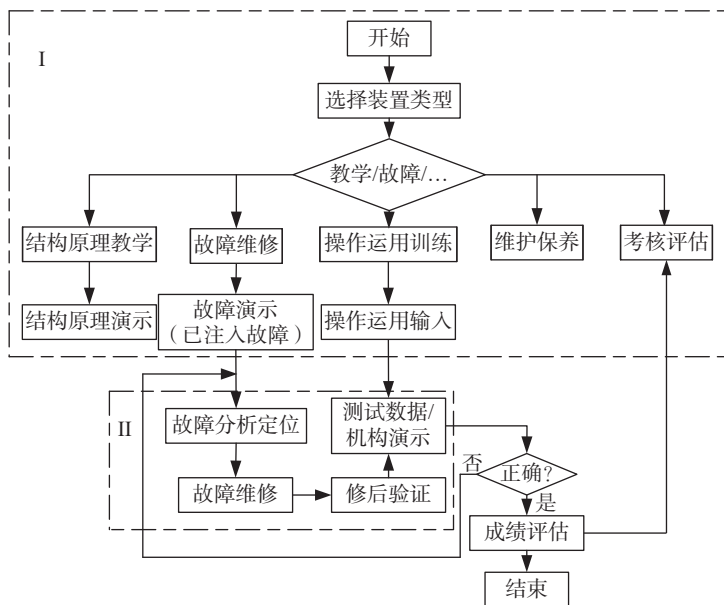 I
开始
选择装置类型
教学/故障/…
结构原理教学
故障维修
操作运用训练
维护保养
考核评估
结构原理演示
故障演示
（已注入故障）
操作运用输入
II
故障分析定位
测试数据/
机构演示
否
正确?
故障维修
修后验证
是
成绩评估
结束